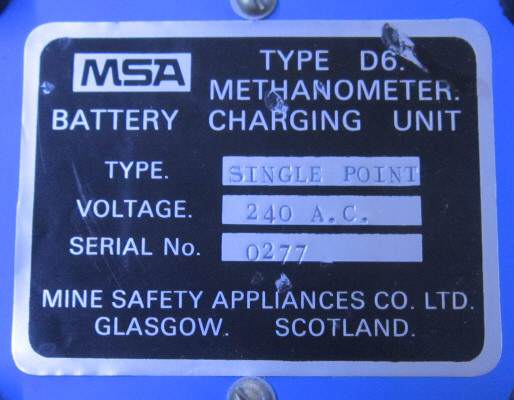 MSA
TYPE D6.
METHANOMETER.
BATTERY CHARGING UNIT
TYPE. SINGLE POINT
VOLTAGE. 240 A.C.
SERIAL No. 0277
MINE SAFETY APPLIANCES CO. LTD.
GLASGOW. SCOTLAND.